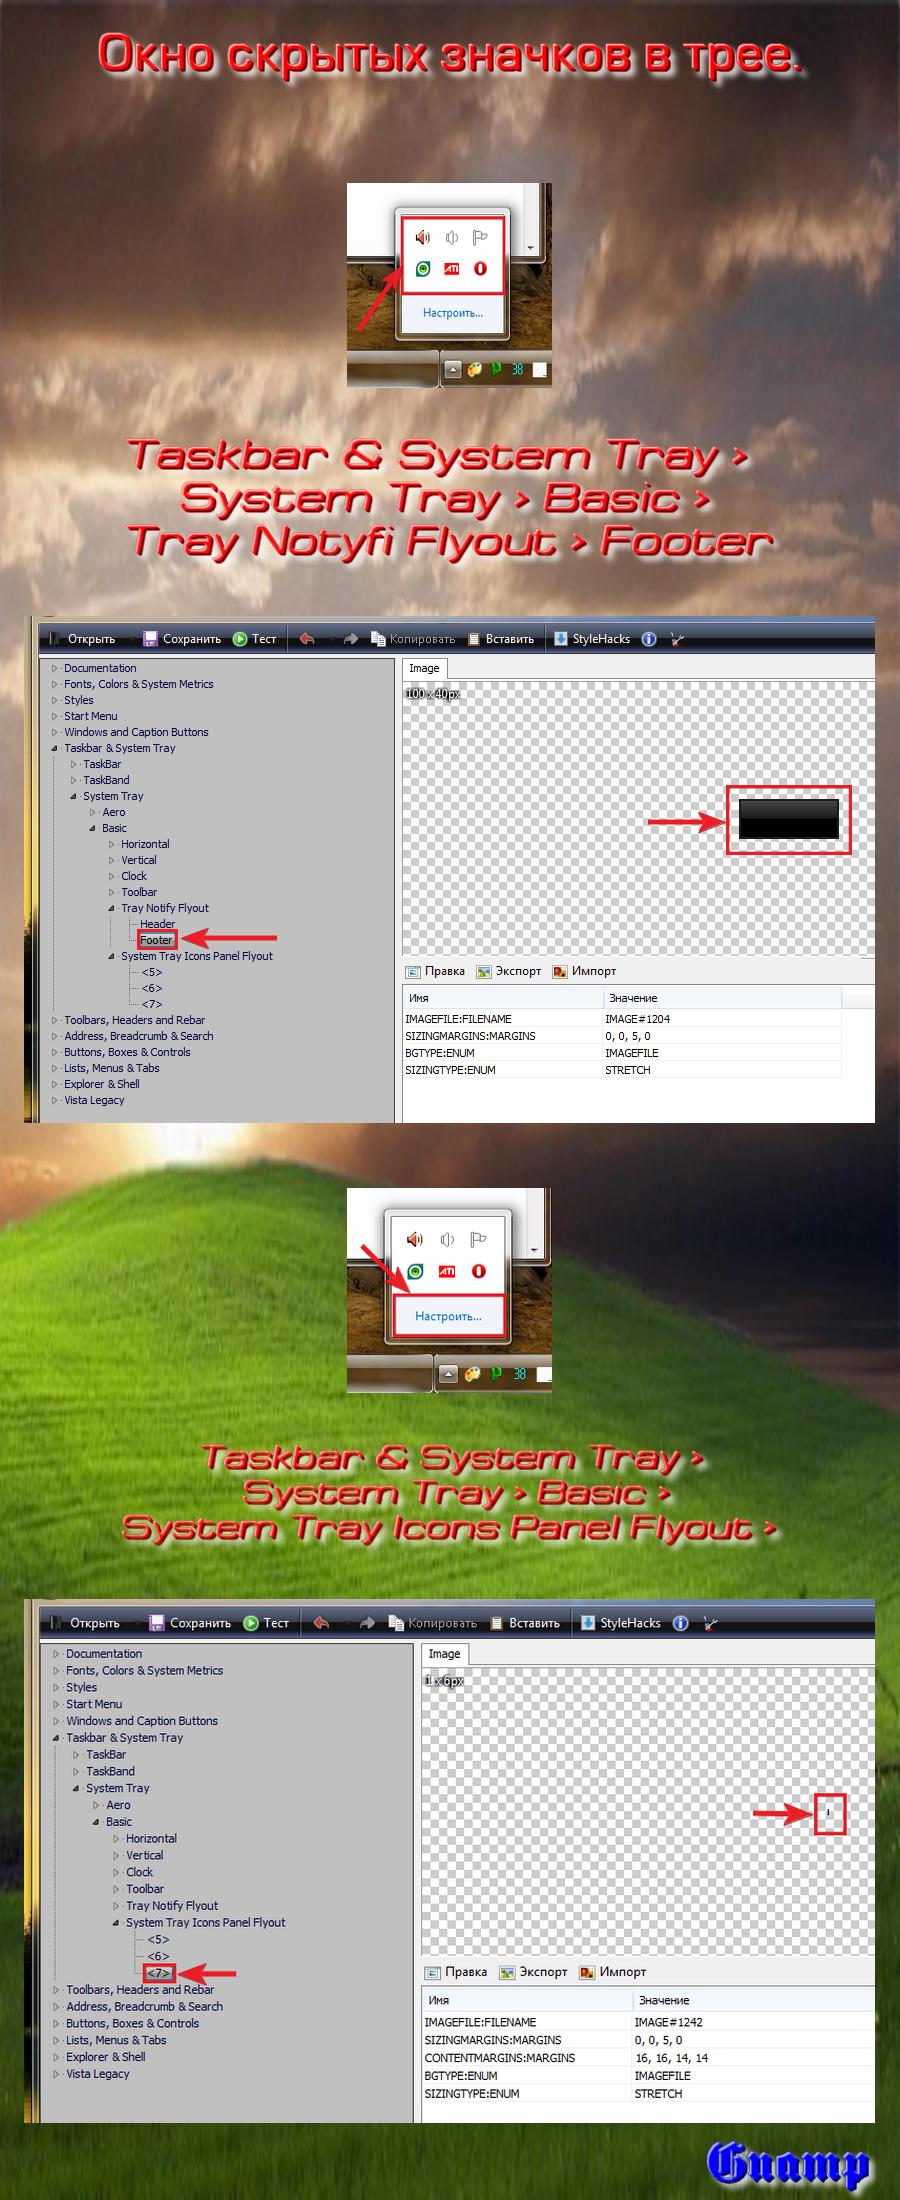 Окно скрытых значков в трее.
ATI
Настроить...
38
Taskbar & System Tray >
System Tray > Basic >
Tray Notyfi Flyout > Footer
Открыть Сохранить Тест Копировать Вставить StyleHacks
Documentation
Fonts, Colors & System Metrics
Styles
Start Menu
Windows and Caption Buttons
Taskbar & System Tray
TaskBar
TaskBand
System Tray
Aero
Basic
Horizontal
Vertical
Clock
Toolbar
Tray Notify Flyout
Header
Footer
System Tray Icons Panel Flyout
<5>
<6>
<7>
Toolbars, Headers and Rebar
Address, Breadcrumb & Search
Buttons, Boxes & Controls
Lists, Menus & Tabs
Explorer & Shell
Vista Legacy
Image
100 x 40px
Правка Экспорт Импорт
Имя Значение
IMAGEFILE:FILENAME IMAGE#1204
SIZINGMARGINS:MARGINS 0, 0, 5, 0
BGTYPE:ENUM IMAGEFILE
SIZINGTYPE:ENUM STRETCH
ATI
Настроить...
38
Taskbar & System Tray >
System Tray > Basic >
System Tray Icons Panel Flyout >
Открыть Сохранить Тест Копировать Вставить StyleHacks
Documentation
Fonts, Colors & System Metrics
Styles
Start Menu
Windows and Caption Buttons
Taskbar & System Tray
TaskBar
TaskBand
System Tray
Aero
Basic
Horizontal
Vertical
Clock
Toolbar
Tray Notify Flyout
System Tray Icons Panel Flyout
<5>
<6>
<7>
Toolbars, Headers and Rebar
Address, Breadcrumb & Search
Buttons, Boxes & Controls
Lists, Menus & Tabs
Explorer & Shell
Vista Legacy
Image
1 x 6px
Правка Экспорт Импорт
Имя Значение
IMAGEFILE:FILENAME IMAGE#1242
SIZINGMARGINS:MARGINS 0, 0, 5, 0
CONTENTMARGINS:MARGINS 16, 16, 14, 14
BGTYPE:ENUM IMAGEFILE
SIZINGTYPE:ENUM STRETCH